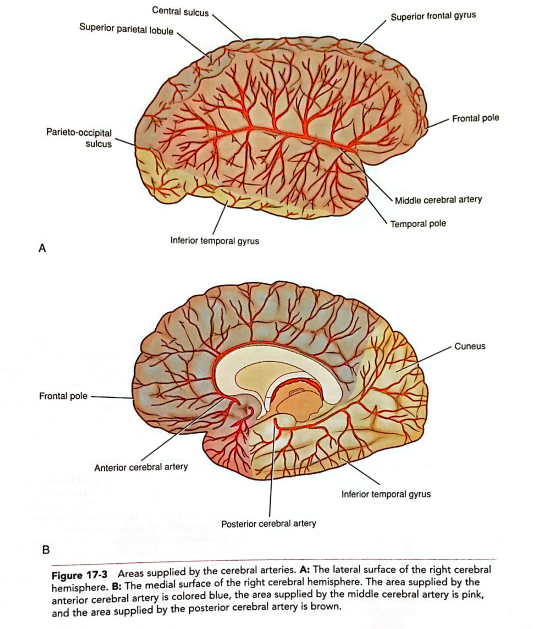 Central sulcus
Superior frontal gyrus
Superior parietal lobule
Frontal pole
Parieto-occipital
sulcus
Middle cerebral artery
Temporal pole
Inferior temporal gyrus
A
Cuneus
Frontal pole
Anterior cerebral artery
Inferior temporal gyrus
Posterior cerebral artery
B
Figure 17-3 Areas supplied by the cerebral arteries. A: The lateral surface of the right cerebral
hemisphere. B: The medial surface of the right cerebral hemisphere. The area supplied by the
anterior cerebral artery is colored blue, the area supplied by the middle cerebral artery is pink,
and the area supplied by the posterior cerebral artery is brown.